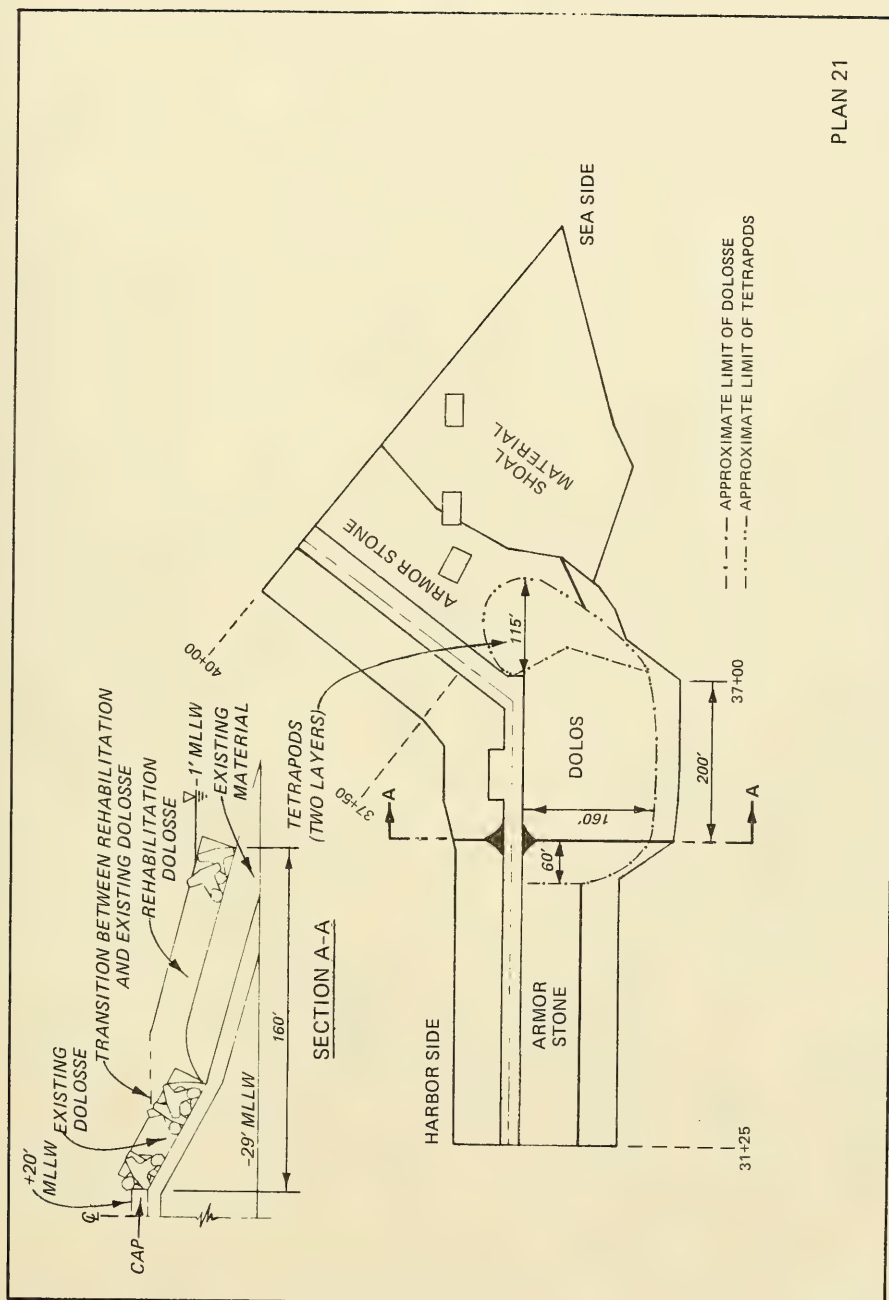 ℄
+20'
MLLW
EXISTING
DOLOSSE
TRANSITION BETWEEN REHABILITATION
AND EXISTING DOLOSSE
REHABILITATION
DOLOSSE
-1' MLLW
EXISTING
MATERIAL
CAP
-29' MLLW
160'
SECTION A-A
TETRAPODS
(TWO LAYERS)
37+50
40+00
ARMOR STONE
SHOAL
MATERIAL
SEA SIDE
HARBOR SIDE
A
115'
ARMOR
STONE
DOLOS
160'
60'
A
200'
31+25
37+00
APPROXIMATE LIMIT OF DOLOSSE
APPROXIMATE LIMIT OF TETRAPODS
PLAN 21